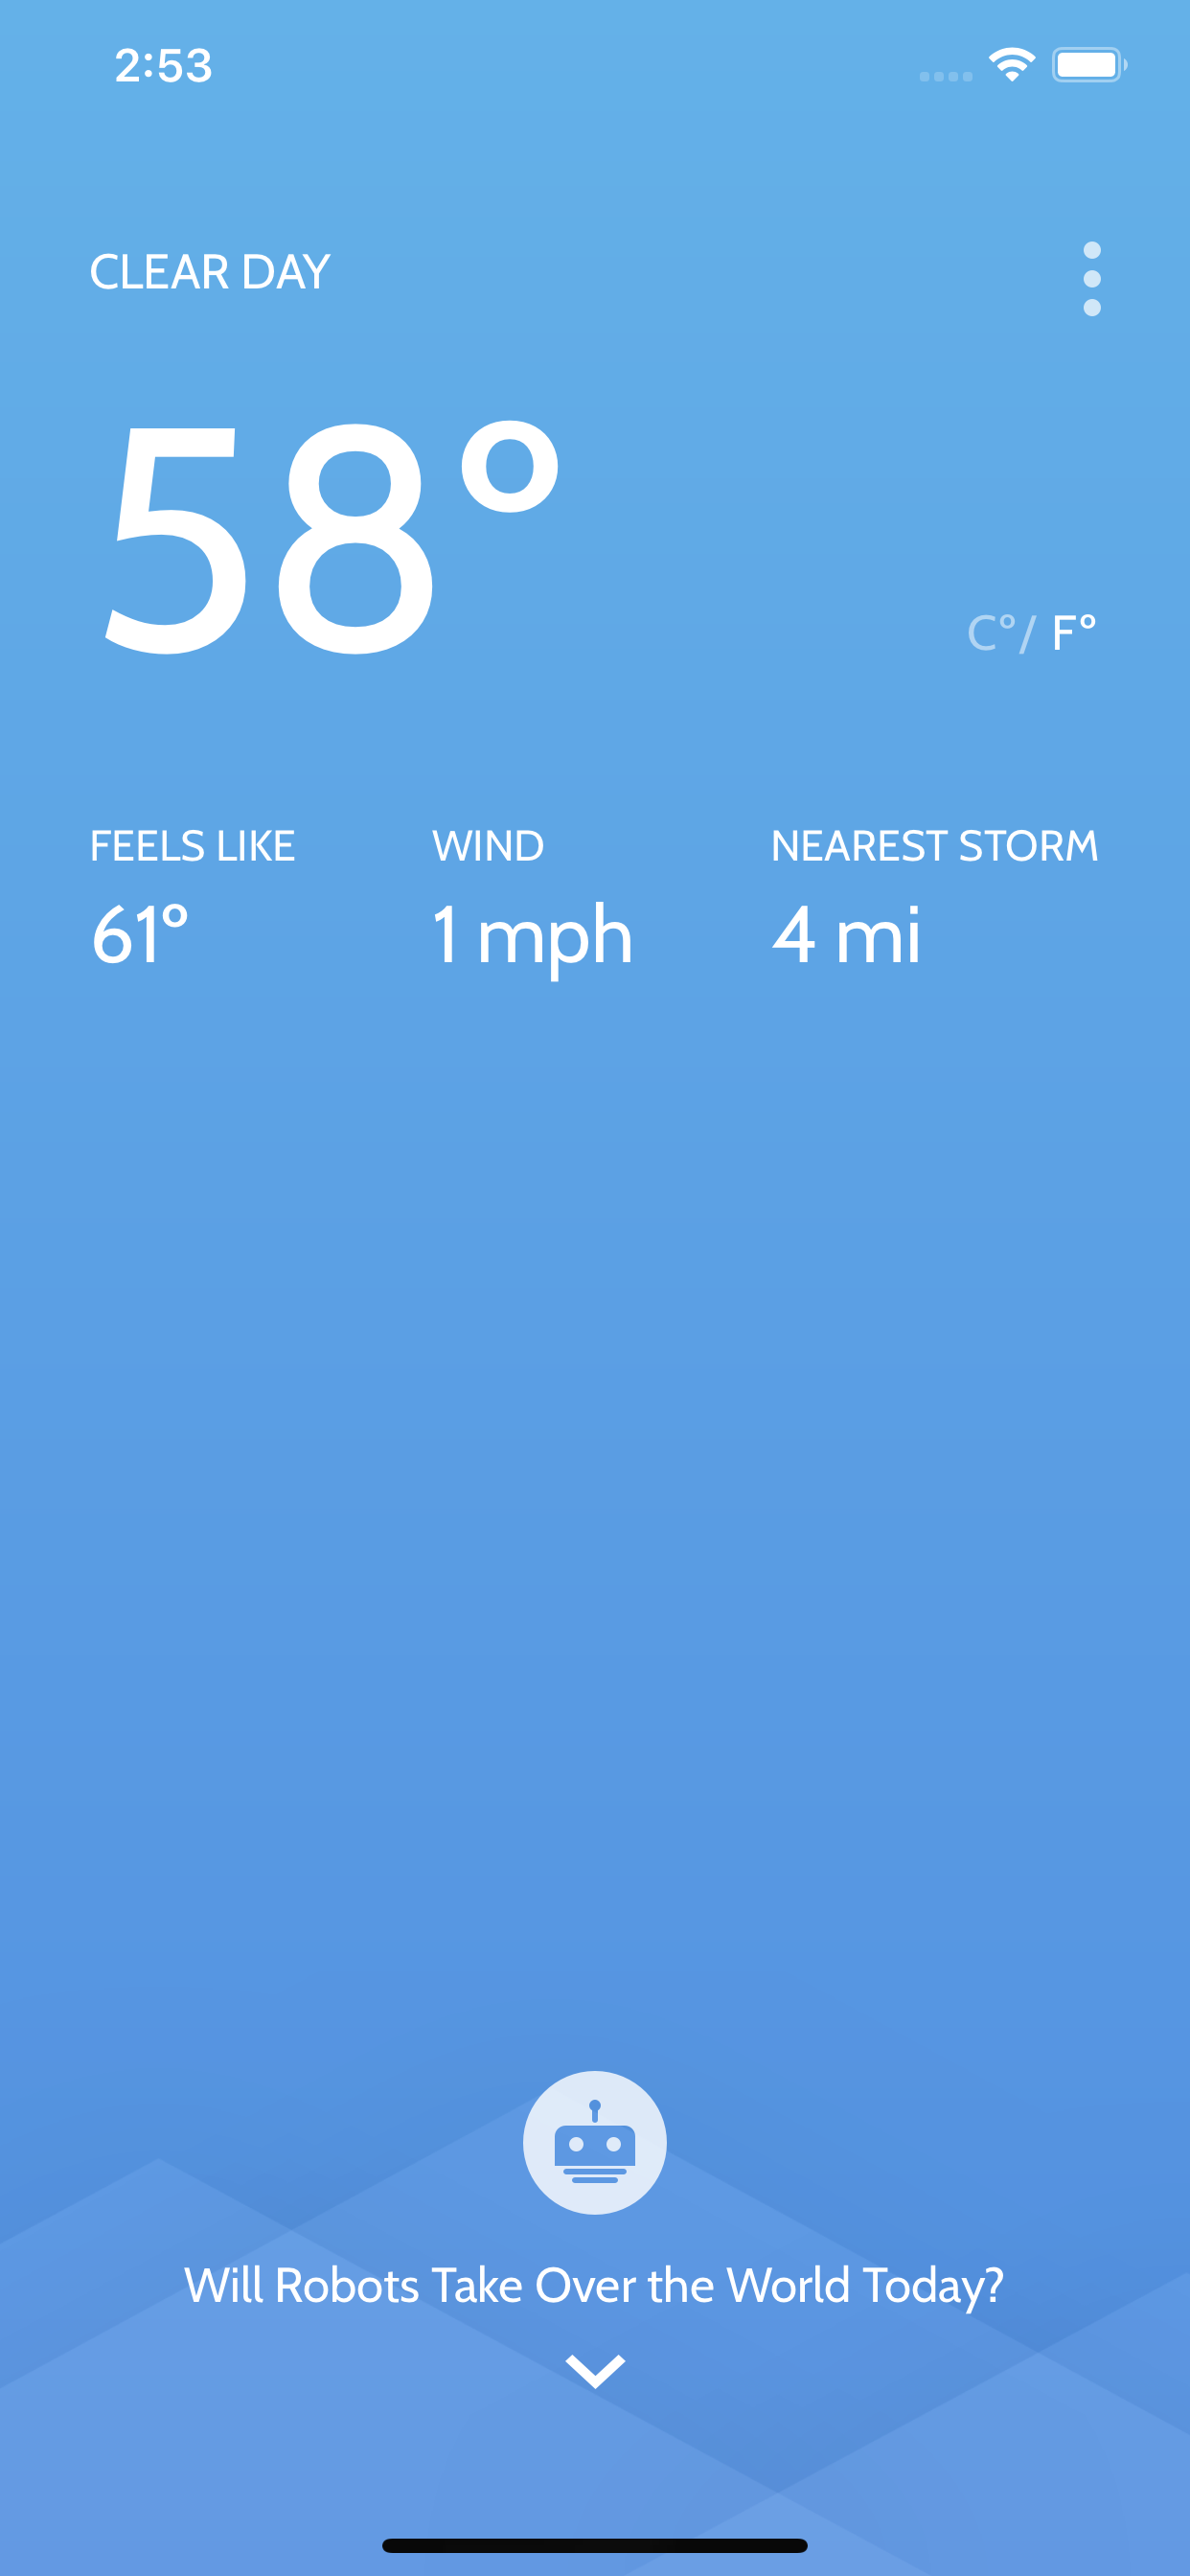 2:53
CLEAR DAY
58°
C°/ F°
FEELS LIKE WIND NEAREST STORM
61° 1 mph 4 mi
Will Robots Take Over the World Today?